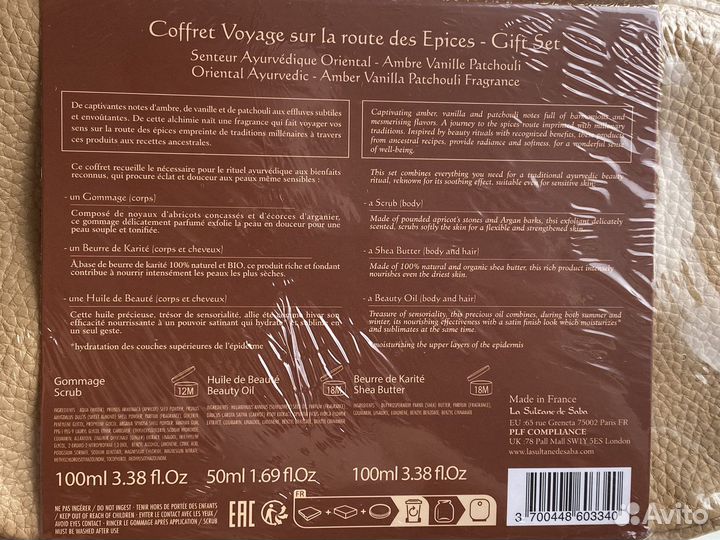 Coffret Voyage sur la route des Epices - Gift Set
Senteur Ayurvédique Oriental - Ambre Vanille Patchouli
Oriental Ayurvedic - Amber Vanilla Patchouli Fragrance
De captivantes notes d'ambre, de vanille et de patchouli aux effluves subtiles
et envoûtantes. De cette alchimie naît une fragrance qui fait voyager vos
sens sur la route des épices empreinte de traditions millénaires à travers
ces produits aux recettes ancestrales.
Captivating amber, vanilla and patchouli notes full of harmonious and
mesmerising flavors. A journey to the spices route imprinted with millenary
traditions. Inspired by beauty rituals with recognized benefits, these products
from ancestral recipes, provide radiance and softness, for a wonderful sense
of well-being.
Ce coffret recueille le nécessaire pour le rituel ayurvédique aux bienfaits
reconnus, qui procure éclat et douceur aux peaux même sensibles :
This set combines everything you need for a traditional ayurvedic beauty
ritual, reknown for its soothing effect, suitable even for sensitive skin.
- un Gommage (corps)
Composé de noyaux d'abricots concassés et d'écorces d'arganier,
ce gommage délicatement parfumé exfolie la peau en douceur pour une
peau souple et tonifiée.
- a Scrub (body)
Made of pounded apricot's stones and Argan barks, this exfoliant delicately
scented, scrubs softly the skin for a flexible and strengthen skin.
- un Beurre de Karité (corps et cheveux)
À base de beurre de karité 100% naturel et BIO, ce produit riche et fondant
contribue à nourrir intensément les peaux les plus sèches.
- a Shea Butter (body and hair)
Made of 100% natural and organic shea butter, this rich product intensely
nourishes even the driest skin.
- une Huile de Beauté (corps et cheveux)
Cette huile précieuse, trésor de sensorialité, allie été comme hiver son
efficacité nourrissante à un pouvoir satinant qui hydrate* et sublime en
un seul geste.
*hydratation des couches supérieures de l'épiderme
- a Beauty Oil (body and hair)
Treasure of sensoriality, this precious oil combines, during both summer and
winter, its nourishing effectiveness with a satin finish look which moisturizes*
and sublimates at the same time.
*moisturizing the upper layers of the epidermis
Gommage
Scrub
12M
Huile de Beauté
Beauty Oil
18M
Beurre de Karité
Shea Butter
18M
Made in France
La Sultane de Saba
EU : 65 rue Greneta 75002 Paris FR
PLF COMPLIANCE
UK : 78 Pall Mall SW1Y 5ES London
lasultanedesaba.com
100ml 3.38 fl.Oz
50ml 1.69 fl.Oz
100ml 3.38 fl.Oz
NE PAS INGÉRER / DO NOT INTAKE
TENIR HORS DE PORTÉE DES ENFANTS
/ KEEP OUT OF REACH OF CHILDREN
ÉVITER LE CONTACT AVEC LES YEUX /
AVOID EYES CONTACT - RINCER LE GOMMAGE APRÈS APPLICATION / SCRUB
MUST BE WASHED AFTER USE
EAC
FR
3 700448 603340
Avito